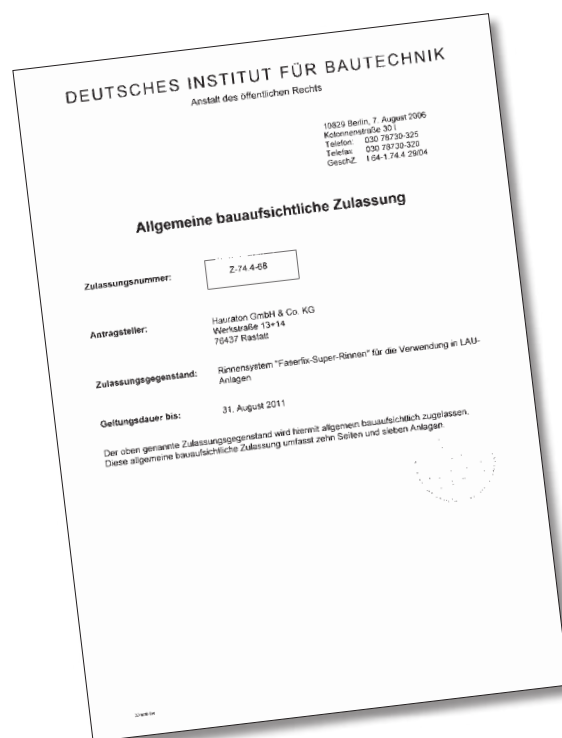 DEUTSCHES INSTITUT FÜR BAUTECHNIK
Anstalt des öffentlichen Rechts
10829 Berlin, 7. August 2006
Kolonnenstraße 30 l
Telefon: 030 78730-325
Telefax: 030 78730-320
GeschZ. I 64-1.74.4 29/04
Allgemeine bauaufsichtliche Zulassung
Zulassungsnummer:
Z-74.4-68
Antragsteller:
Hauraton GmbH & Co. KG
Werkstraße 13+14
76437 Rastatt
Zulassungsgegenstand:
Rinnensystem "Faserfix-Super-Rinnen" für die Verwendung in LAU-
Anlagen
Geltungsdauer bis:
31. August 2011
Der oben genannte Zulassungsgegenstand wird hiermit allgemein bauaufsichtlich zugelassen.
Diese allgemeine bauaufsichtliche Zulassung umfasst zehn Seiten und sieben Anlagen.